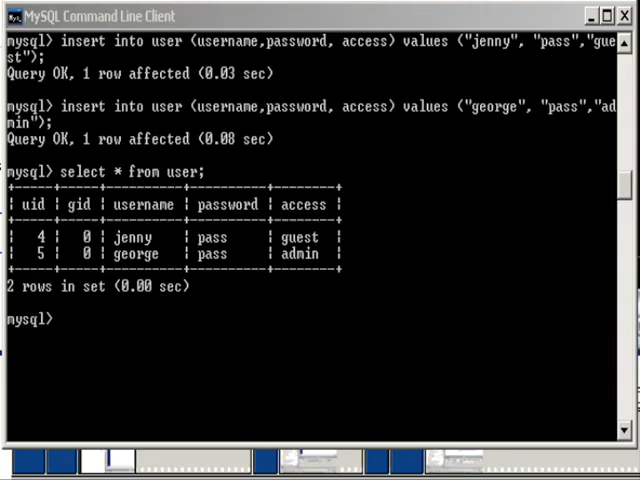 MySQL Command Line Client
mysql> insert into user (username,password, access) values ("jenny", "pass","gue
st");
Query OK, 1 row affected (0.03 sec)
mysql> insert into user (username,password, access) values ("george", "pass","ad
min");
Query OK, 1 row affected (0.08 sec)
mysql> select * from user;
+-----+-----+----------+----------+--------+
| uid | gid | username | password | access |
+-----+-----+----------+----------+--------+
| 4 | 0 | jenny | pass | guest |
| 5 | 0 | george | pass | admin |
+-----+-----+----------+----------+--------+
2 rows in set (0.00 sec)
mysql>